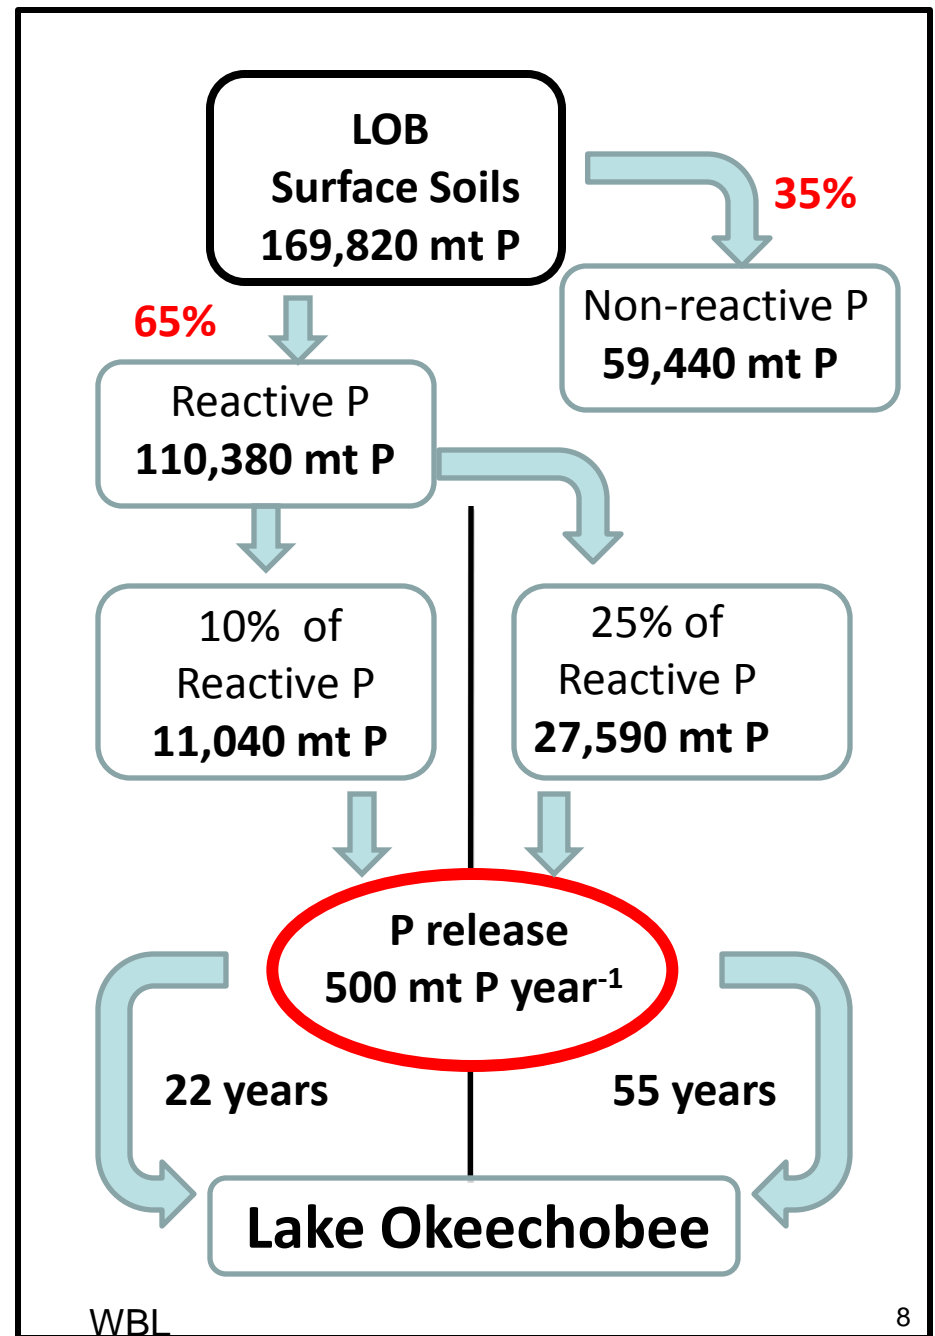 LOB
Surface Soils
169,820 mt P
35%
Non-reactive P
59,440 mt P
65%
Reactive P
110,380 mt P
10% of
Reactive P
11,040 mt P
25% of
Reactive P
27,590 mt P
P release
500 mt P year⁻¹
22 years
55 years
Lake Okeechobee
WBL
8